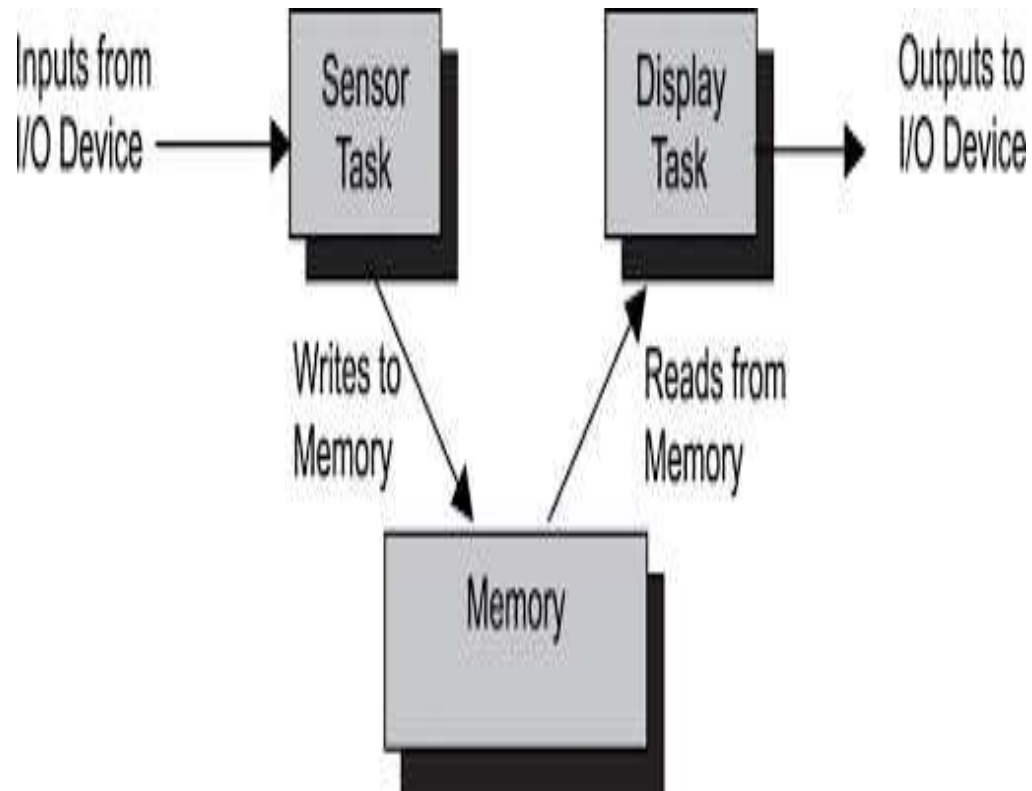 Inputs from
I/O Device
Sensor
Task
Display
Task
Outputs to
I/O Device
Writes to
Memory
Reads from
Memory
Memory